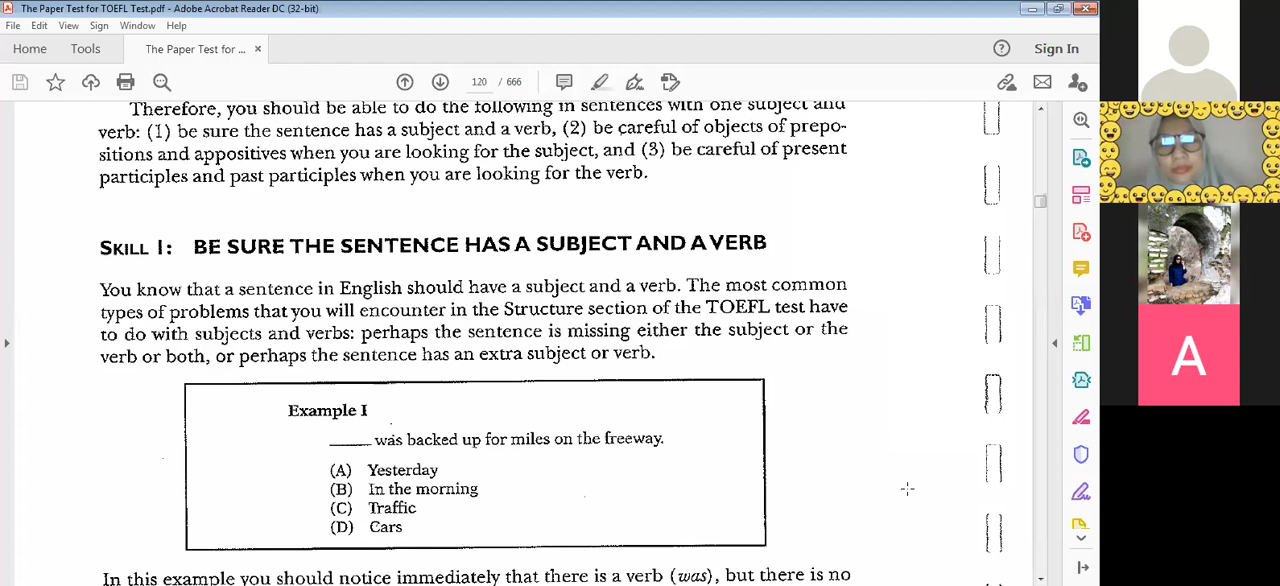 The Paper Test for TOEFL Test.pdf - Adobe Acrobat Reader DC (32-bit)
File Edit View Sign Window Help
Home Tools The Paper Test for ... × Sign In
120 / 666
Therefore, you should be able to do the following in sentences with one subject and
verb: (1) be sure the sentence has a subject and a verb, (2) be careful of objects of prepo-
sitions and appositives when you are looking for the subject, and (3) be careful of present
participles and past participles when you are looking for the verb.
SKILL 1: BE SURE THE SENTENCE HAS A SUBJECT AND A VERB
You know that a sentence in English should have a subject and a verb. The most common
types of problems that you will encounter in the Structure section of the TOEFL test have
to do with subjects and verbs: perhaps the sentence is missing either the subject or the
verb or both, or perhaps the sentence has an extra subject or verb.
Example I
_____ was backed up for miles on the freeway.
(A) Yesterday
(B) In the morning
(C) Traffic
(D) Cars
In this example you should notice immediately that there is a verb (was), but there is no
A